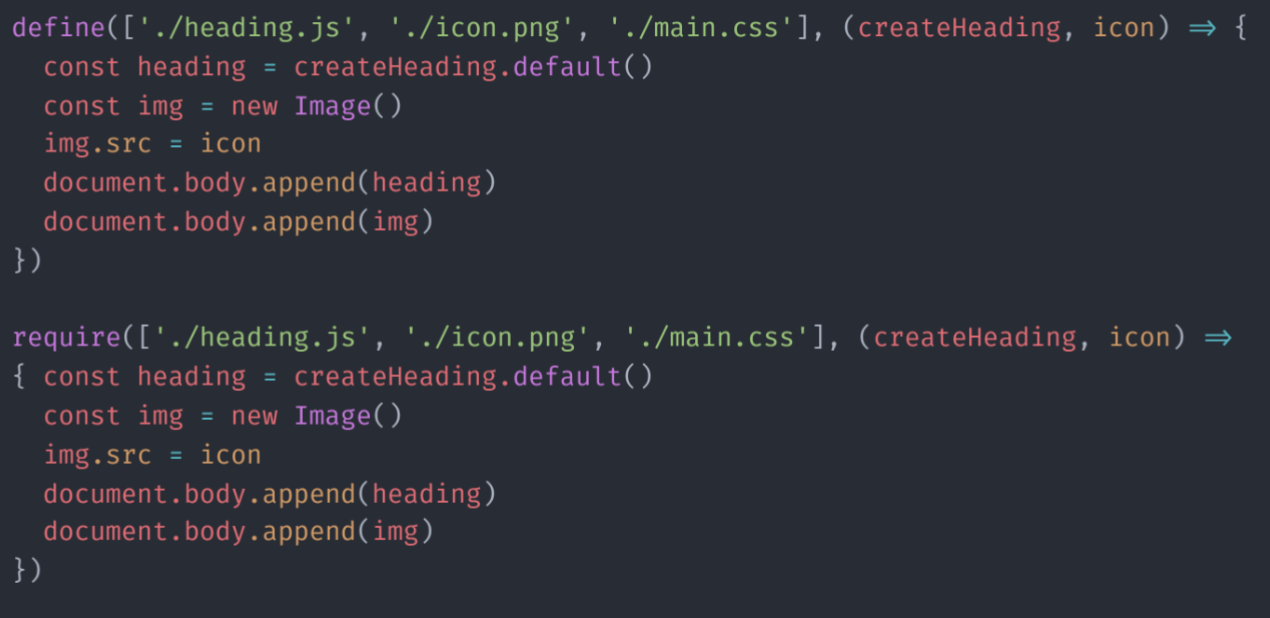 define(['./heading.js', './icon.png', './main.css'], (createHeading, icon) => {
  const heading = createHeading.default()
  const img = new Image()
  img.src = icon
  document.body.append(heading)
  document.body.append(img)
})

require(['./heading.js', './icon.png', './main.css'], (createHeading, icon) =>
{ const heading = createHeading.default()
  const img = new Image()
  img.src = icon
  document.body.append(heading)
  document.body.append(img)
})